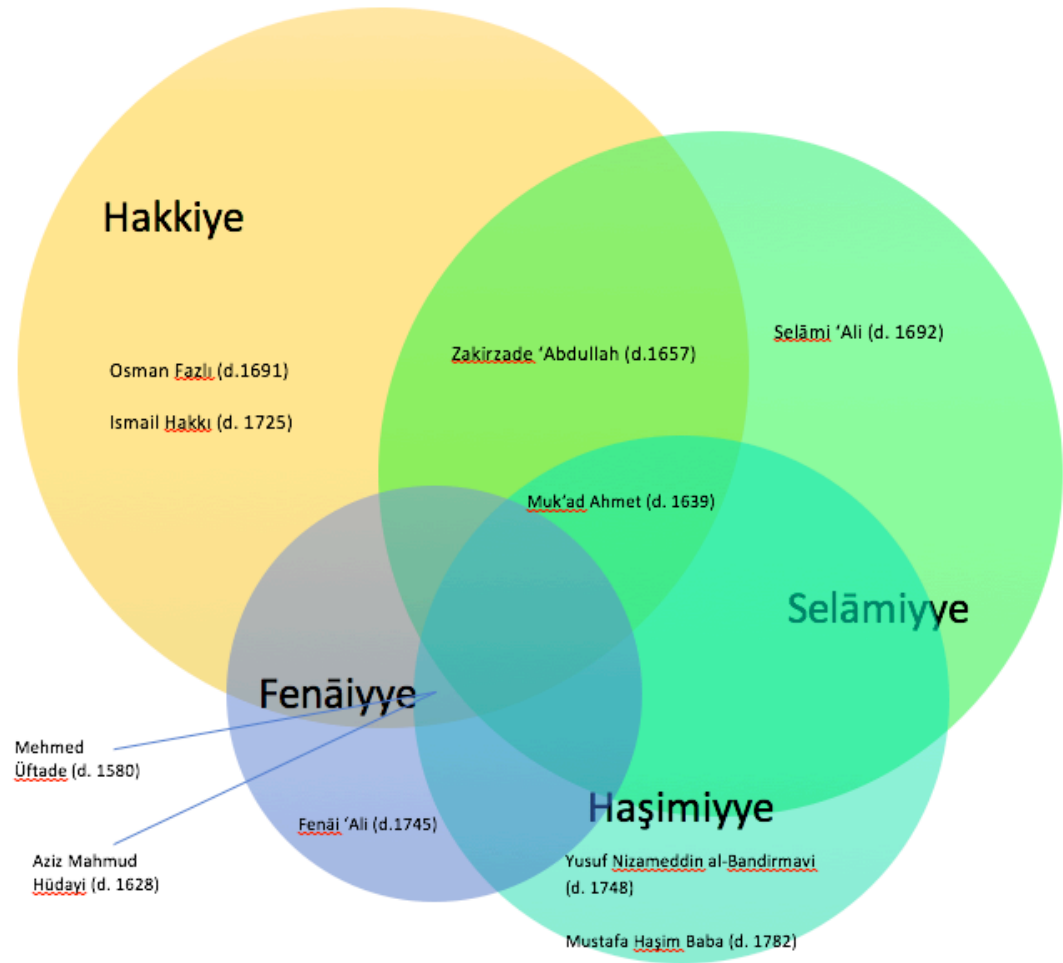 Hakkiye
Selāmi ‘Ali (d. 1692)
Zakirzade ‘Abdullah (d.1657)
Osman Fazlı (d.1691)
Ismail Hakkı (d. 1725)
Muk‘ad Ahmet (d. 1639)
Selāmiyye
Fenāiyye
Mehmed
Üftade (d. 1580)
Haşimiyye
Fenāi ‘Ali (d.1745)
Aziz Mahmud
Hüdayi (d. 1628)
Yusuf Nizameddin al-Bandirmavi
(d. 1748)
Mustafa Haşim Baba (d. 1782)